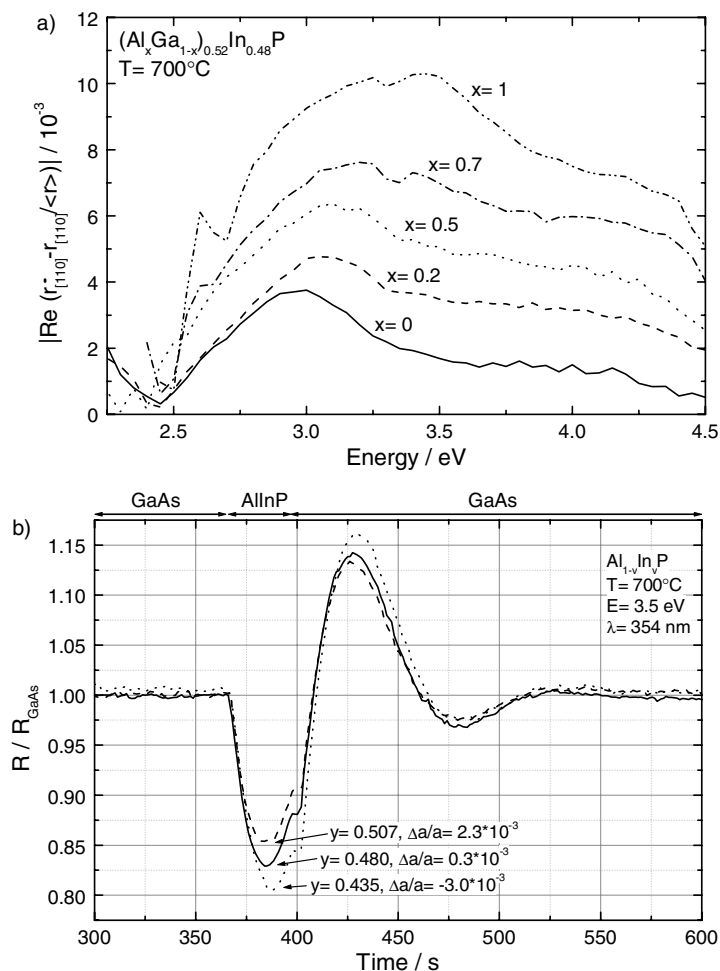 a)
(AlₓGa₁₋ₓ)₀.₅₂In₀.₄₈P
T= 700°C
|Re (r[1̄10]-r[110]/<r>)| / 10⁻³
12
10
8
6
4
2
0
x= 1
x= 0.7
x= 0.5
x= 0.2
x= 0
2.5 3.0 3.5 4.0 4.5
Energy / eV
GaAs AlInP GaAs
b)
R / R_GaAs
1.15
1.10
1.05
1.00
0.95
0.90
0.85
0.80
Al₁₋ᵧInᵧP
T= 700°C
E= 3.5 eV
λ= 354 nm
y= 0.507, Δa/a= 2.3*10⁻³
y= 0.480, Δa/a= 0.3*10⁻³
y= 0.435, Δa/a= -3.0*10⁻³
300 350 400 450 500 550 600
Time / s